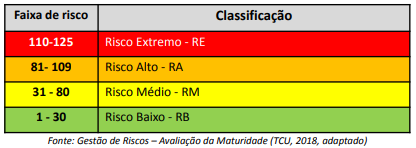 Faixa de risco Classificação
110-125 Risco Extremo - RE
81- 109 Risco Alto - RA
31 - 80 Risco Médio - RM
1 - 30 Risco Baixo - RB
Fonte: Gestão de Riscos – Avaliação da Maturidade (TCU, 2018, adaptado)